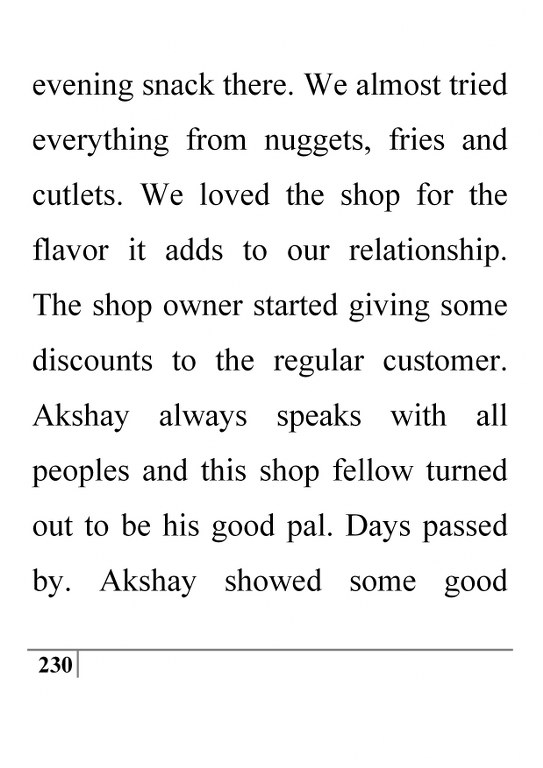 evening snack there. We almost tried
everything from nuggets, fries and
cutlets. We loved the shop for the
flavor it adds to our relationship.
The shop owner started giving some
discounts to the regular customer.
Akshay always speaks with all
peoples and this shop fellow turned
out to be his good pal. Days passed
by. Akshay showed some good
230